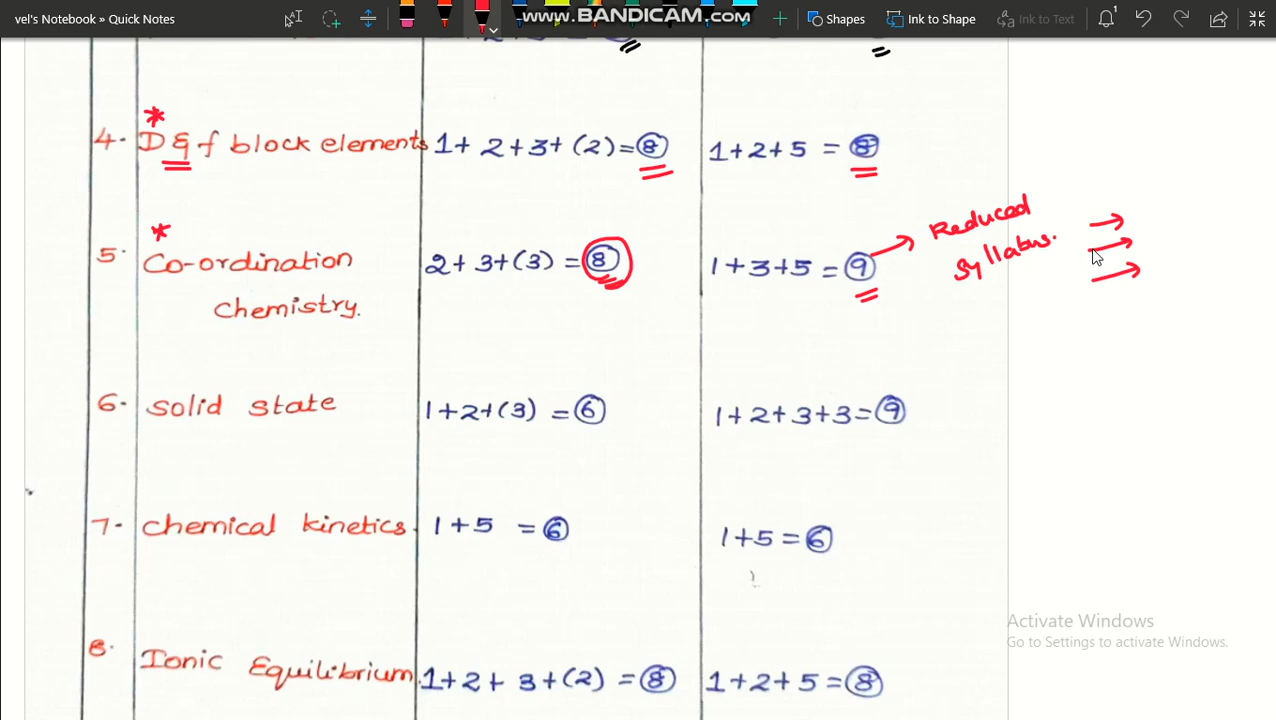 vel's Notebook » Quick Notes
www.BANDICAM.com
Shapes
Ink to Shape
Ink to Text
4. D & f block elements 1+ 2+3+(2)=8 1+2+5 = 8
5. Co-ordination chemistry. 2+ 3+(3) = 8 1+3+5 = 9
Reduced
syllabus.
6. Solid state 1+2+(3) = 6 1+2+3+3=9
7. chemical kinetics. 1+5 = 6 1+5=6
8. Ionic Equilibrium. 1+2+ 3+(2) = 8 1+2+5=8
Activate Windows
Go to Settings to activate Windows.